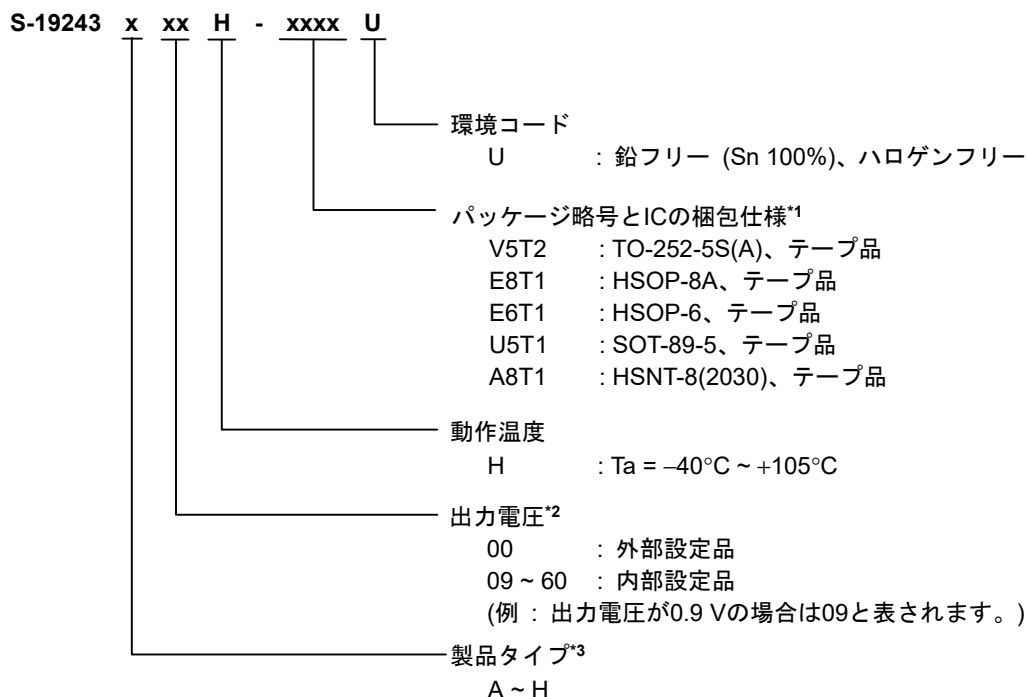 S-19243 x xx H - xxxx U
環境コード
U : 鉛フリー (Sn 100%)、ハロゲンフリー
パッケージ略号とICの梱包仕様*1
V5T2 : TO-252-5S(A)、テープ品
E8T1 : HSOP-8A、テープ品
E6T1 : HSOP-6、テープ品
U5T1 : SOT-89-5、テープ品
A8T1 : HSNT-8(2030)、テープ品
動作温度
H : Ta = −40°C ~ +105°C
出力電圧*2
00 : 外部設定品
09 ~ 60 : 内部設定品
(例 : 出力電圧が0.9 Vの場合は09と表されます。)
製品タイプ*3
A ~ H